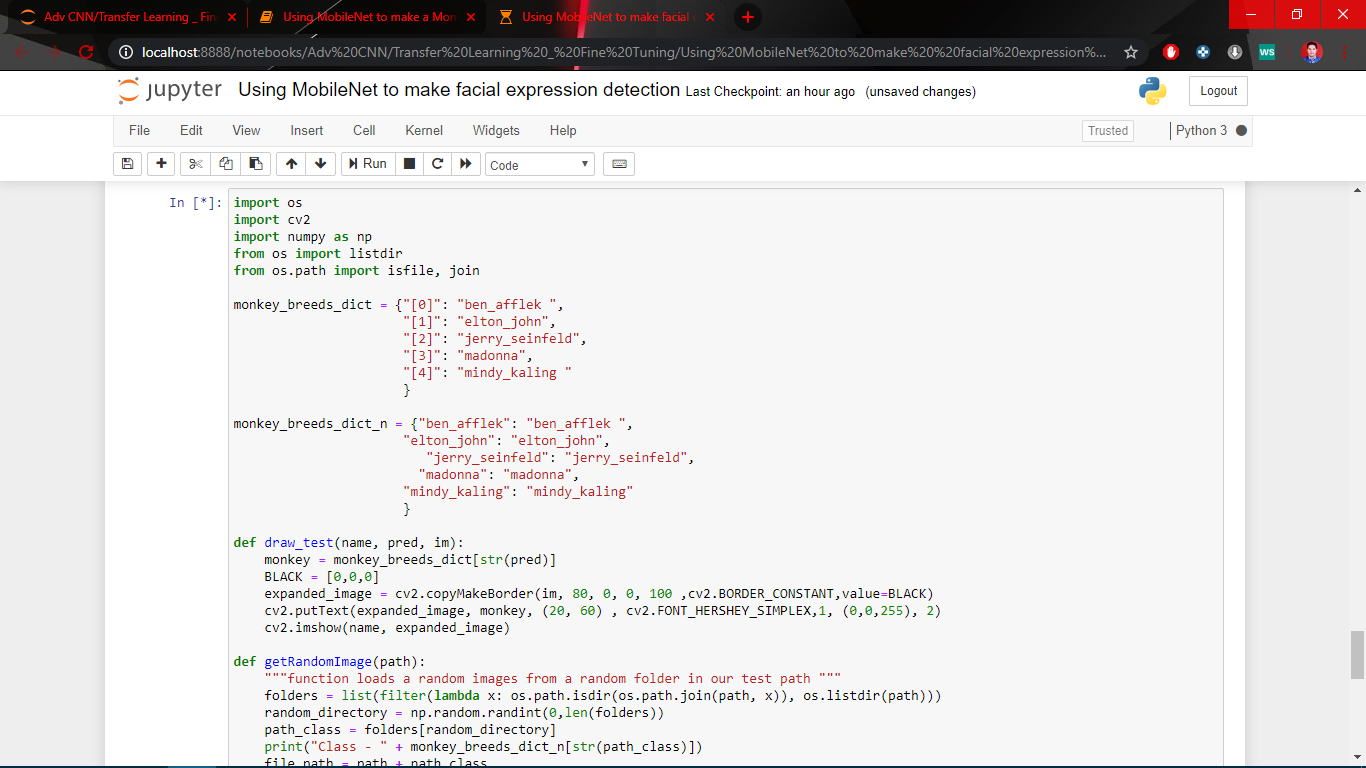 Adv CNN/Transfer Learning _ Fin
Using MobileNet to make a Mon
Using MobileNet to make facial
localhost:8888/notebooks/Adv%20CNN/Transfer%20Learning%20_%20Fine%20Tuning/Using%20MobileNet%20to%20make%20%20facial%20expression%...
WS
jupyter Using MobileNet to make facial expression detection Last Checkpoint: an hour ago (unsaved changes)
Logout
File Edit View Insert Cell Kernel Widgets Help
Trusted
Python 3
Run
Code
In [*]:
import os
import cv2
import numpy as np
from os import listdir
from os.path import isfile, join
monkey_breeds_dict = {"[0]": "ben_afflek ",
"[1]": "elton_john",
"[2]": "jerry_seinfeld",
"[3]": "madonna",
"[4]": "mindy_kaling "
}
monkey_breeds_dict_n = {"ben_afflek": "ben_afflek ",
"elton_john": "elton_john",
"jerry_seinfeld": "jerry_seinfeld",
"madonna": "madonna",
"mindy_kaling": "mindy_kaling"
}
def draw_test(name, pred, im):
monkey = monkey_breeds_dict[str(pred)]
BLACK = [0,0,0]
expanded_image = cv2.copyMakeBorder(im, 80, 0, 0, 100 ,cv2.BORDER_CONSTANT,value=BLACK)
cv2.putText(expanded_image, monkey, (20, 60) , cv2.FONT_HERSHEY_SIMPLEX,1, (0,0,255), 2)
cv2.imshow(name, expanded_image)
def getRandomImage(path):
"""function loads a random images from a random folder in our test path """
folders = list(filter(lambda x: os.path.isdir(os.path.join(path, x)), os.listdir(path)))
random_directory = np.random.randint(0,len(folders))
path_class = folders[random_directory]
print("Class - " + monkey_breeds_dict_n[str(path_class)])
file_path = path + path_class